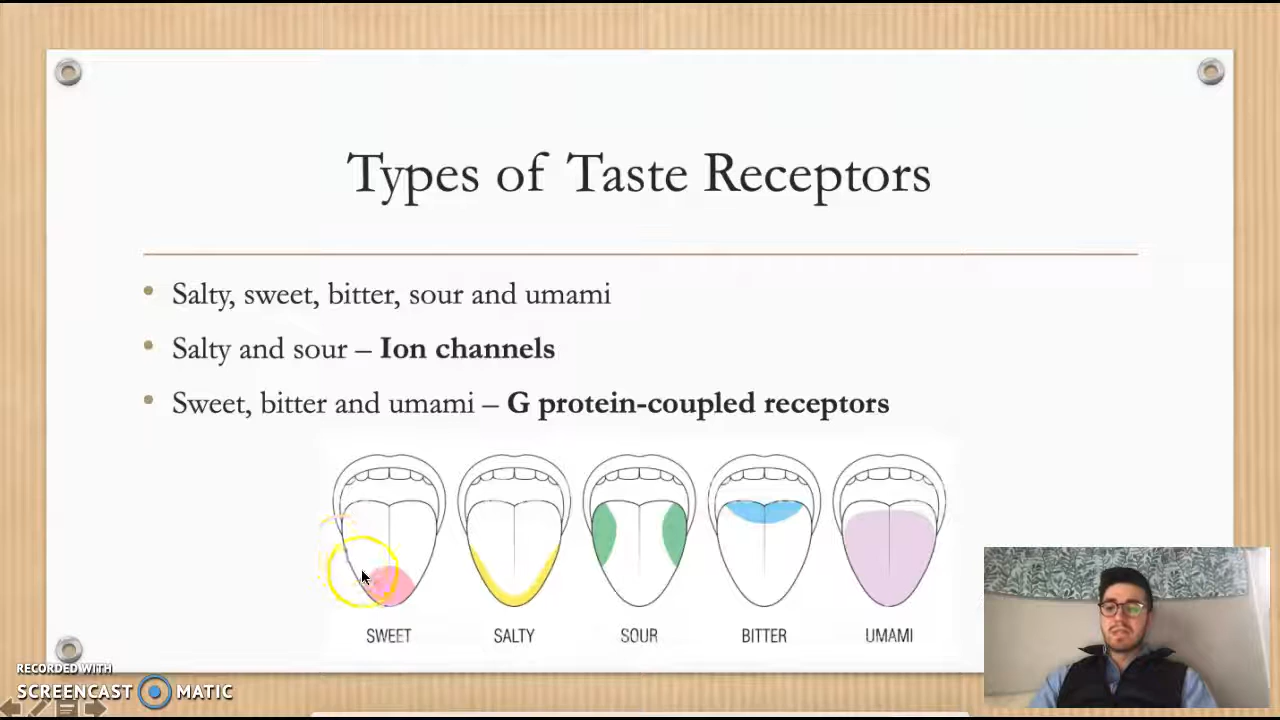 Types of Taste Receptors
• Salty, sweet, bitter, sour and umami
• Salty and sour – Ion channels
• Sweet, bitter and umami – G protein-coupled receptors
SWEET SALTY SOUR BITTER UMAMI
RECORDED WITH
SCREENCAST MATIC